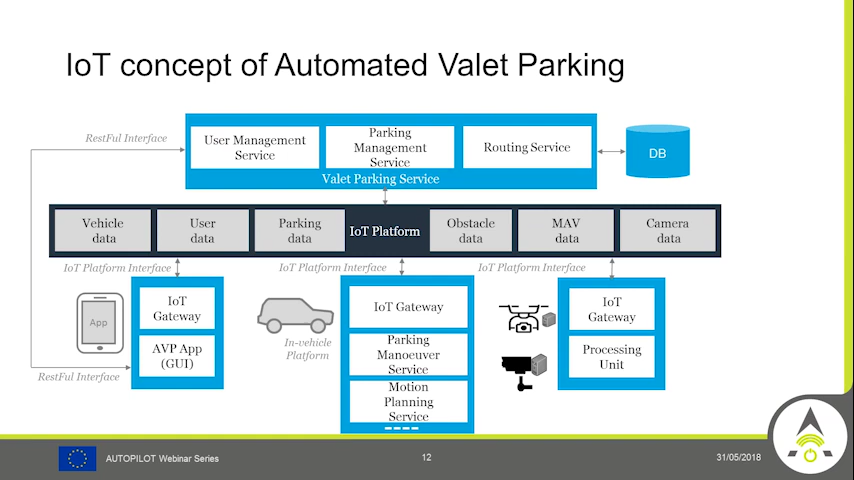 IoT concept of Automated Valet Parking
RestFul Interface
User Management
Service
Parking
Management
Service
Routing Service
Valet Parking Service
DB
Vehicle
data
User
data
Parking
data
IoT Platform
Obstacle
data
MAV
data
Camera
data
IoT Platform Interface
IoT Platform Interface
IoT Platform Interface
App
IoT
Gateway
AVP App
(GUI)
RestFul Interface
In-vehicle
Platform
IoT Gateway
Parking
Manoeuver
Service
Motion
Planning
Service
IoT
Gateway
Processing
Unit
AUTOPILOT Webinar Series
12
31/05/2018